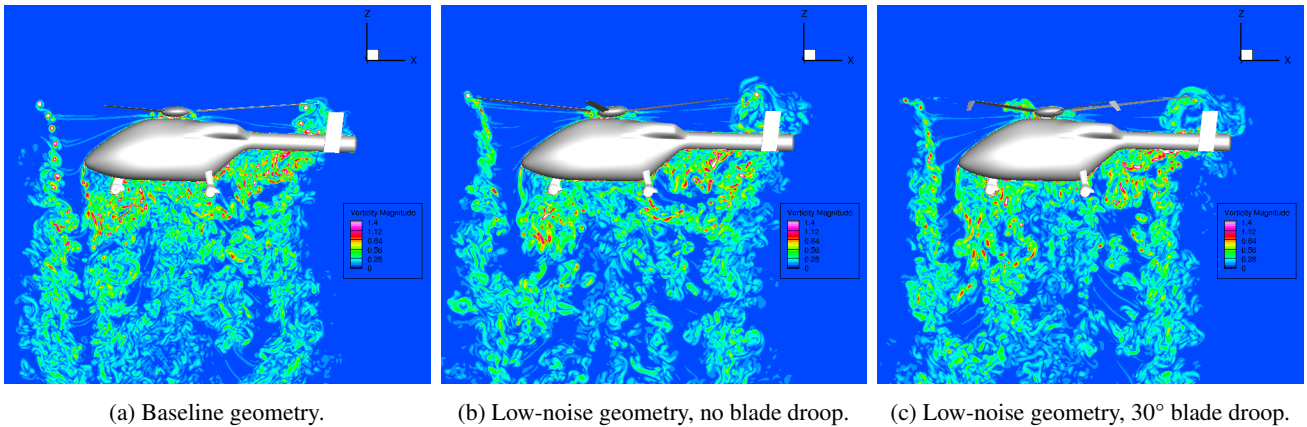 Z
X
Vorticity Magnitude
1.4
1.12
0.84
0.56
0.28
0
Z
X
Vorticity Magnitude
1.4
1.12
0.84
0.56
0.28
0
Z
X
Vorticity Magnitude
1.4
1.12
0.84
0.56
0.28
0
(a) Baseline geometry.
(b) Low-noise geometry, no blade droop.
(c) Low-noise geometry, 30° blade droop.